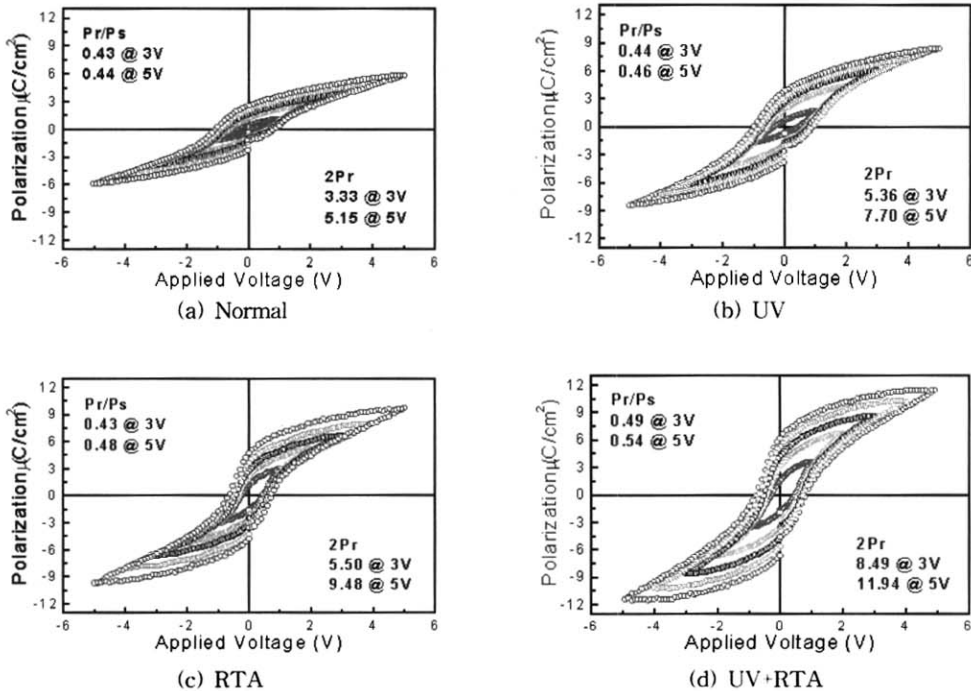 Polarization μ(C/cm²)
12
9
6
3
0
-3
-6
-9
-12
Pr/Ps
0.43 @ 3V
0.44 @ 5V
2Pr
3.33 @ 3V
5.15 @ 5V
-6 -4 -2 0 2 4 6
Applied Voltage (V)
(a) Normal
Polarization μ(C/cm²)
12
9
6
3
0
-3
-6
-9
-12
Pr/Ps
0.44 @ 3V
0.46 @ 5V
2Pr
5.36 @ 3V
7.70 @ 5V
-6 -4 -2 0 2 4 6
Applied Voltage (V)
(b) UV
Polarization μ(C/cm²)
12
9
6
3
0
-3
-6
-9
-12
Pr/Ps
0.43 @ 3V
0.48 @ 5V
2Pr
5.50 @ 3V
9.48 @ 5V
-6 -4 -2 0 2 4 6
Applied Voltage (V)
(c) RTA
Polarization μ(C/cm²)
12
9
6
3
0
-3
-6
-9
-12
Pr/Ps
0.49 @ 3V
0.54 @ 5V
2Pr
8.49 @ 3V
11.94 @ 5V
-6 -4 -2 0 2 4 6
Applied Voltage (V)
(d) UV+RTA